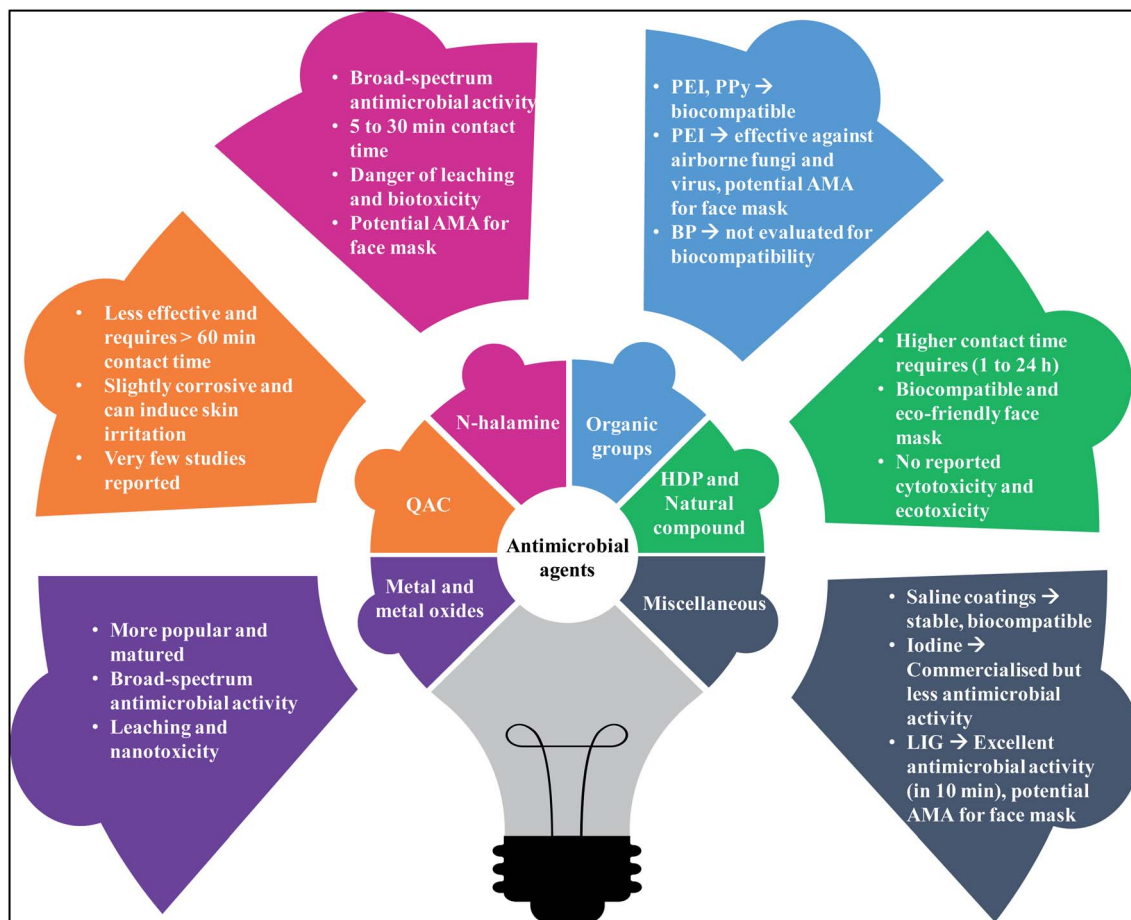 • Broad-spectrum
antimicrobial activity
• 5 to 30 min contact
time
• Danger of leaching
and biotoxicity
• Potential AMA for
face mask
• PEI, PPy →
biocompatible
• PEI → effective against
airborne fungi and
virus, potential AMA
for face mask
• BP → not evaluated for
biocompatibility
• Less effective and
requires > 60 min
contact time
• Slightly corrosive and
can induce skin
irritation
• Very few studies
reported
• Higher contact time
requires (1 to 24 h)
• Biocompatible and
eco-friendly face
mask
• No reported
cytotoxicity and
ecotoxicity
N-halamine
Organic
groups
QAC
HDP and
Natural
compound
Antimicrobial
agents
Metal and
metal oxides
Miscellaneous
• More popular and
matured
• Broad-spectrum
antimicrobial activity
• Leaching and
nanotoxicity
• Saline coatings →
stable, biocompatible
• Iodine →
Commercialised but
less antimicrobial
activity
• LIG → Excellent
antimicrobial activity
(in 10 min), potential
AMA for face mask